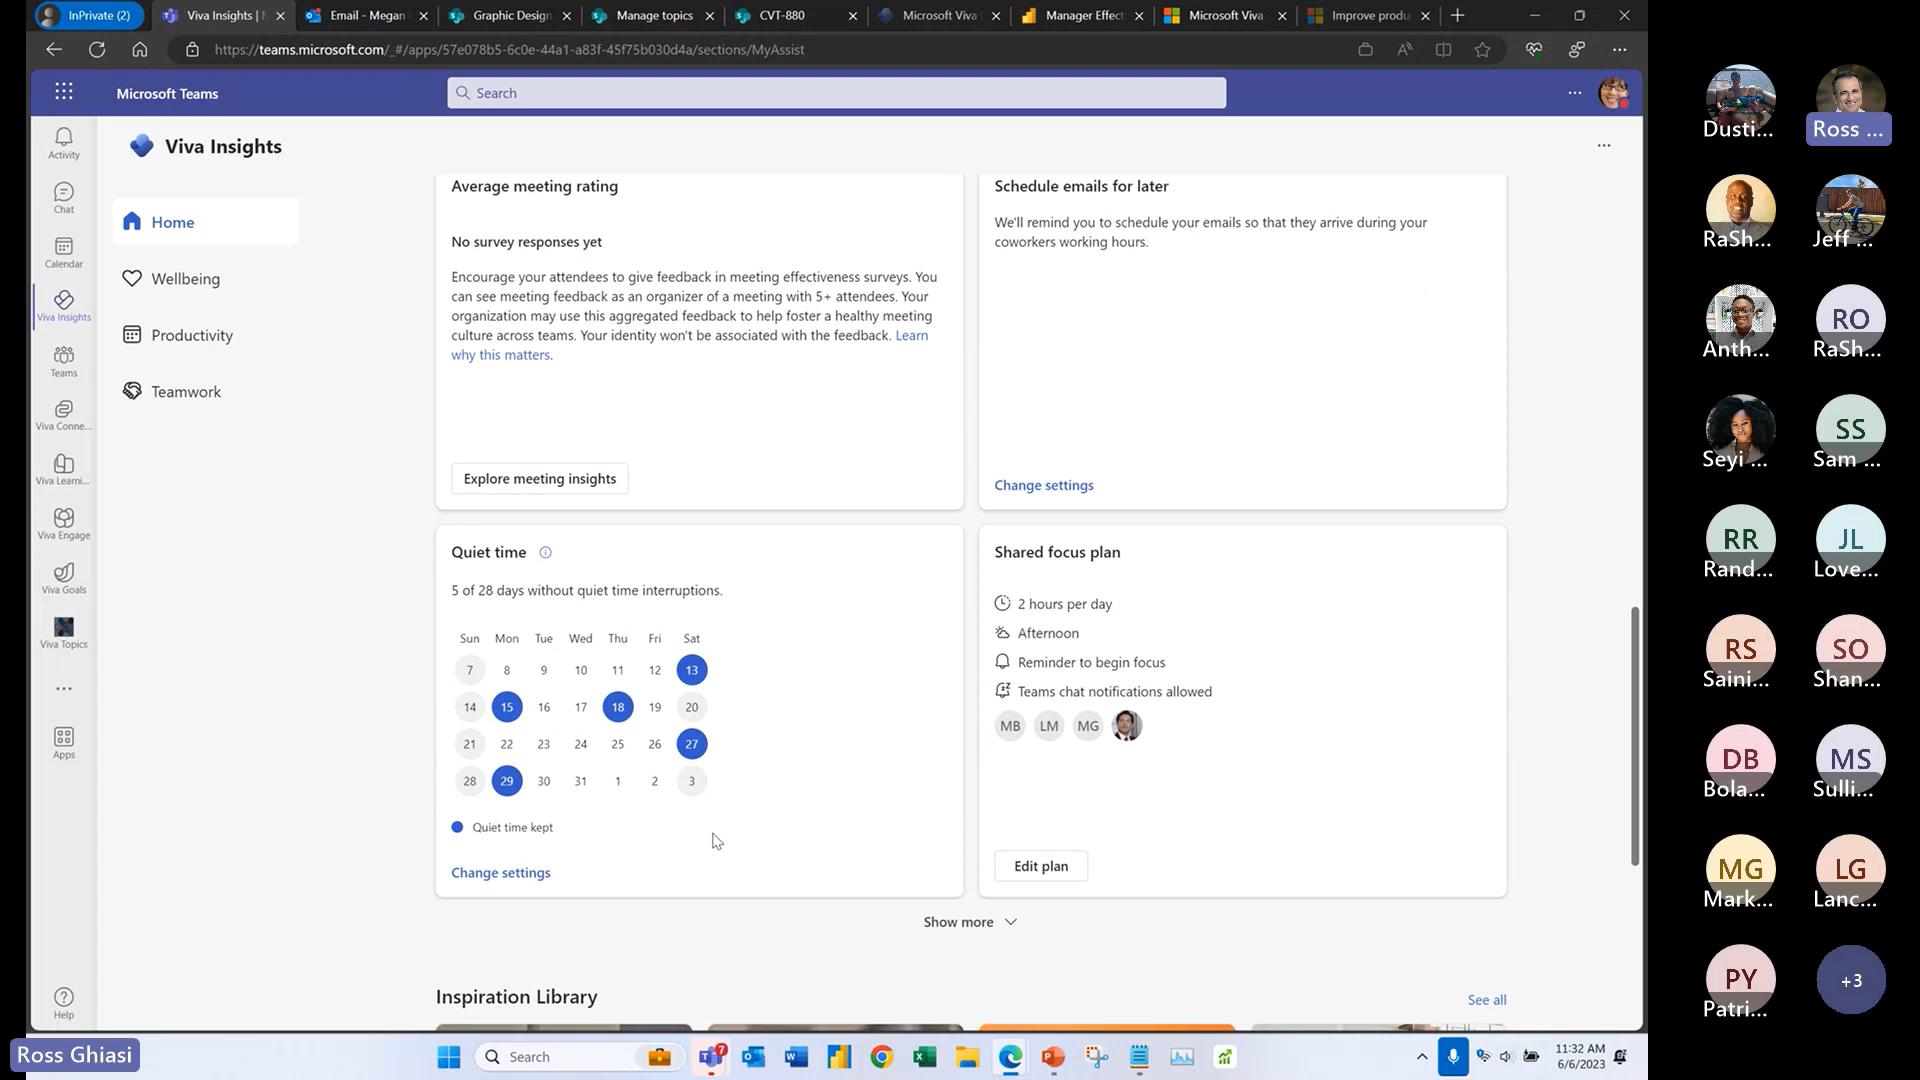 InPrivate (2)
Viva Insights |
Email - Megan
Graphic Design
Manage topics
CVT-880
Microsoft Viva
Manager Effect
Microsoft Viva
Improve produ
https://teams.microsoft.com/_#/apps/57e078b5-6c0e-44a1-a83f-45f75b030d4a/sections/MyAssist
Microsoft Teams
Search
Activity
Chat
Calendar
Viva Insights
Teams
Viva Conne...
Viva Learni...
Viva Engage
Viva Goals
Viva Topics
Apps
Help
Viva Insights
Home
Wellbeing
Productivity
Teamwork
Average meeting rating
No survey responses yet
Encourage your attendees to give feedback in meeting effectiveness surveys. You
can see meeting feedback as an organizer of a meeting with 5+ attendees. Your
organization may use this aggregated feedback to help foster a healthy meeting
culture across teams. Your identity won't be associated with the feedback. Learn
why this matters.
Explore meeting insights
Schedule emails for later
We'll remind you to schedule your emails so that they arrive during your
coworkers working hours.
Change settings
Quiet time
5 of 28 days without quiet time interruptions.
Sun Mon Tue Wed Thu Fri Sat
7 8 9 10 11 12 13
14 15 16 17 18 19 20
21 22 23 24 25 26 27
28 29 30 31 1 2 3
Quiet time kept
Change settings
Shared focus plan
2 hours per day
Afternoon
Reminder to begin focus
Teams chat notifications allowed
MB LM MG
Edit plan
Show more
Inspiration Library
See all
Ross Ghiasi
Search
7
11:32 AM
6/6/2023
Dusti...
Ross ...
RaSh...
Jeff ...
Anth...
RO
RaSh...
Seyi ...
SS
Sam ...
RR
Rand...
JL
Love...
RS
Saini...
SO
Shan...
DB
Bola...
MS
Sulli...
MG
Mark...
LG
Lanc...
PY
Patri...
+3